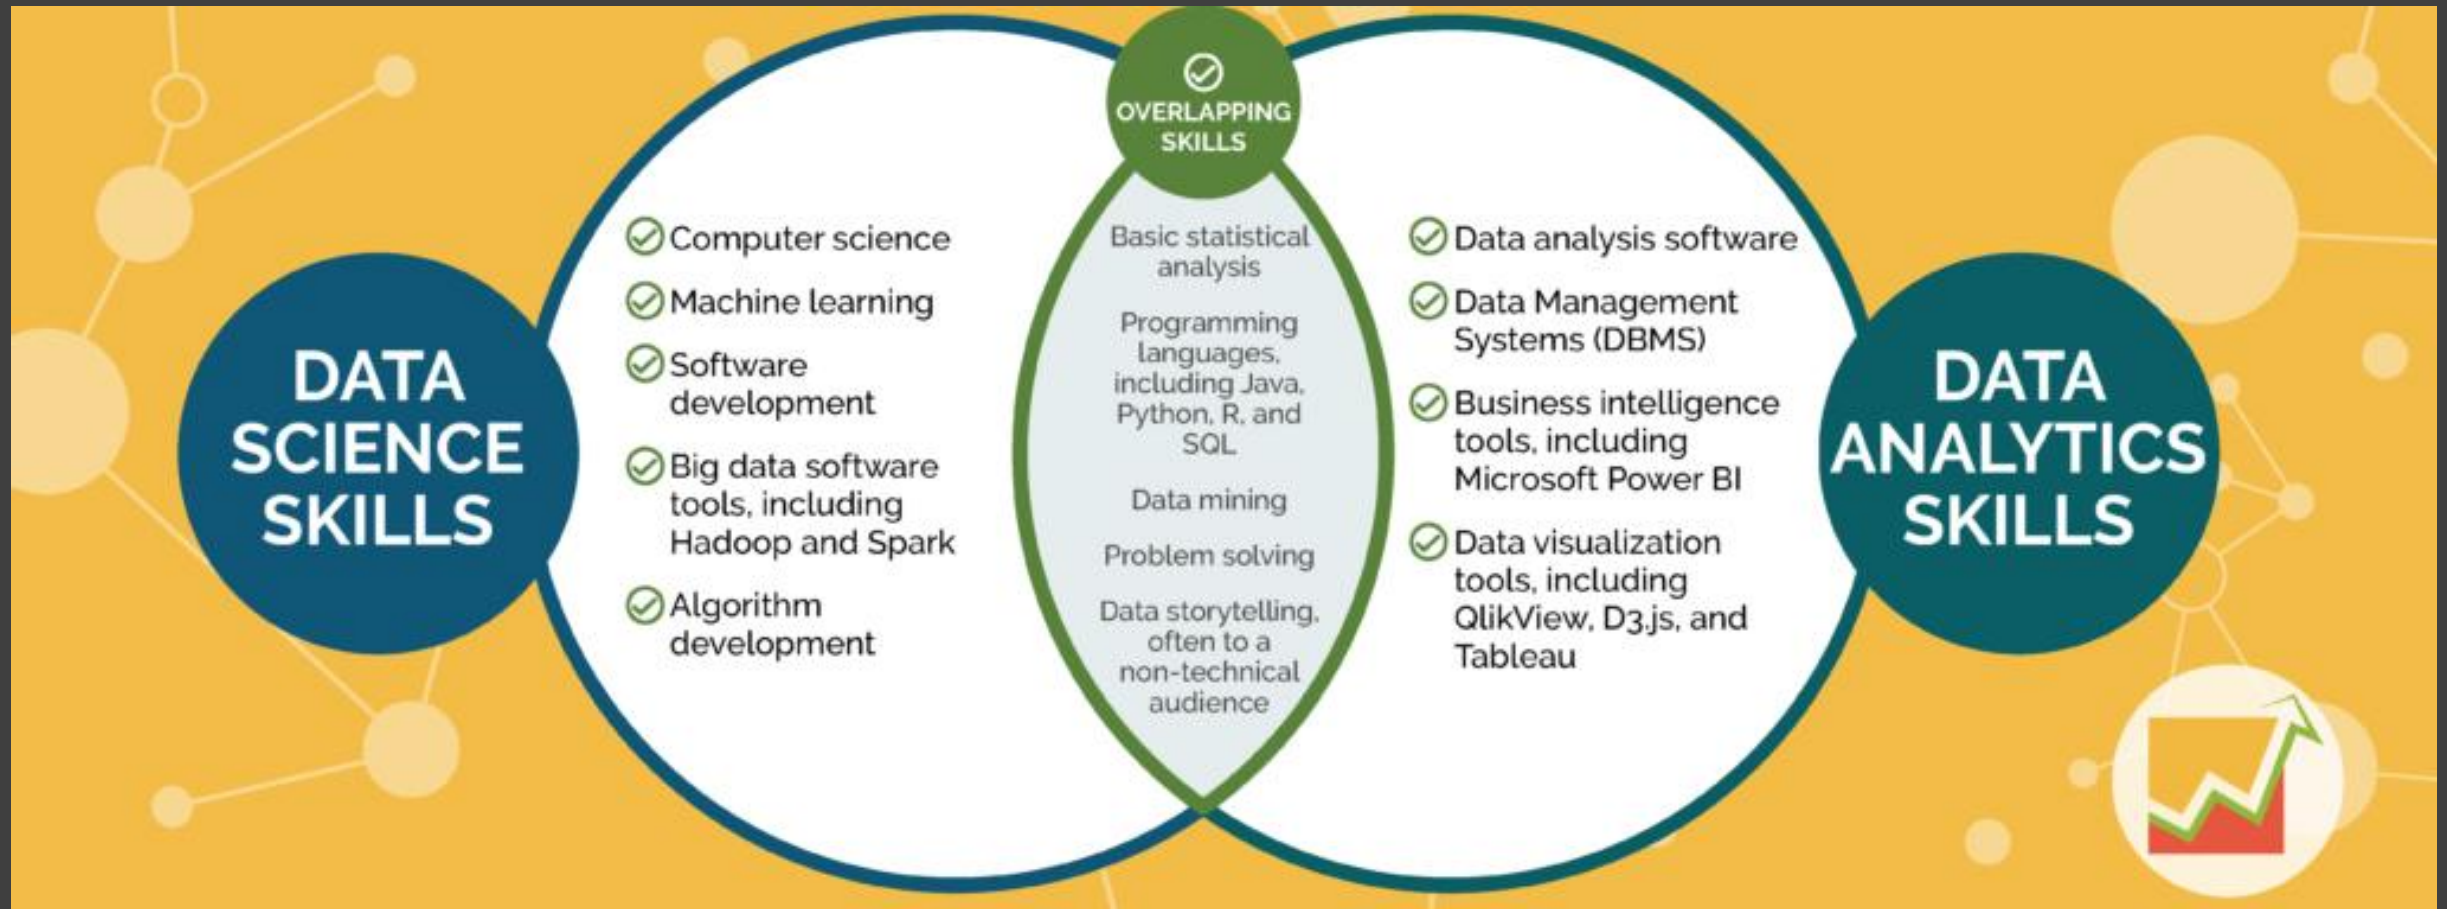 DATA
SCIENCE
SKILLS
Computer science
Machine learning
Software
development
Big data software
tools, including
Hadoop and Spark
Algorithm
development
OVERLAPPING
SKILLS
Basic statistical
analysis
Programming
languages,
including Java,
Python, R, and
SQL
Data mining
Problem solving
Data storytelling,
often to a
non-technical
audience
Data analysis software
Data Management
Systems (DBMS)
Business intelligence
tools, including
Microsoft Power BI
Data visualization
tools, including
QlikView, D3.js, and
Tableau
DATA
ANALYTICS
SKILLS